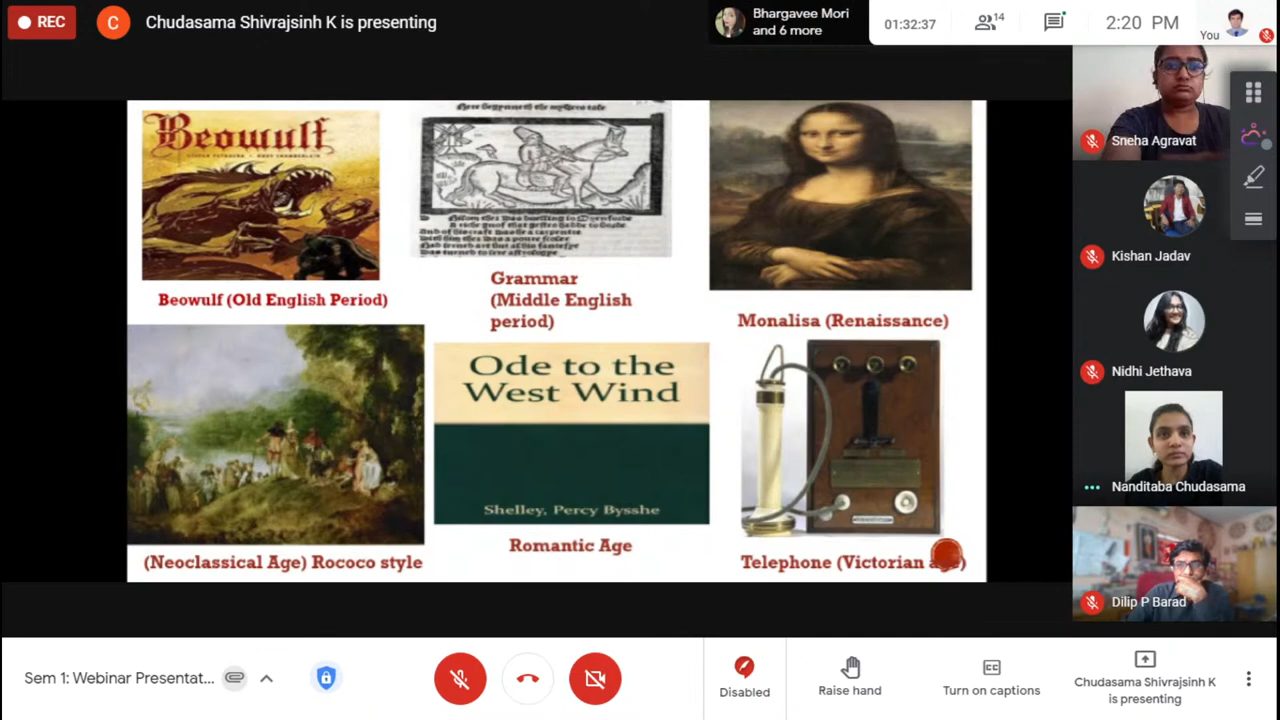 REC
C
Chudasama Shivrajsinh K is presenting
Bhargavee Mori
and 6 more
01:32:37
14
2:20 PM
You
Beowulf
Beowulf (Old English Period)
Grammar
(Middle English
period)
Monalisa (Renaissance)
(Neoclassical Age) Rococo style
Ode to the
West Wind
Shelley, Percy Bysshe
Romantic Age
Telephone (Victorian
Sneha Agravat
Kishan Jadav
Nidhi Jethava
Nanditaba Chudasama
Dilip P Barad
Sem 1: Webinar Presentat...
Disabled
Raise hand
CC
Turn on captions
Chudasama Shivrajsinh K
is presenting